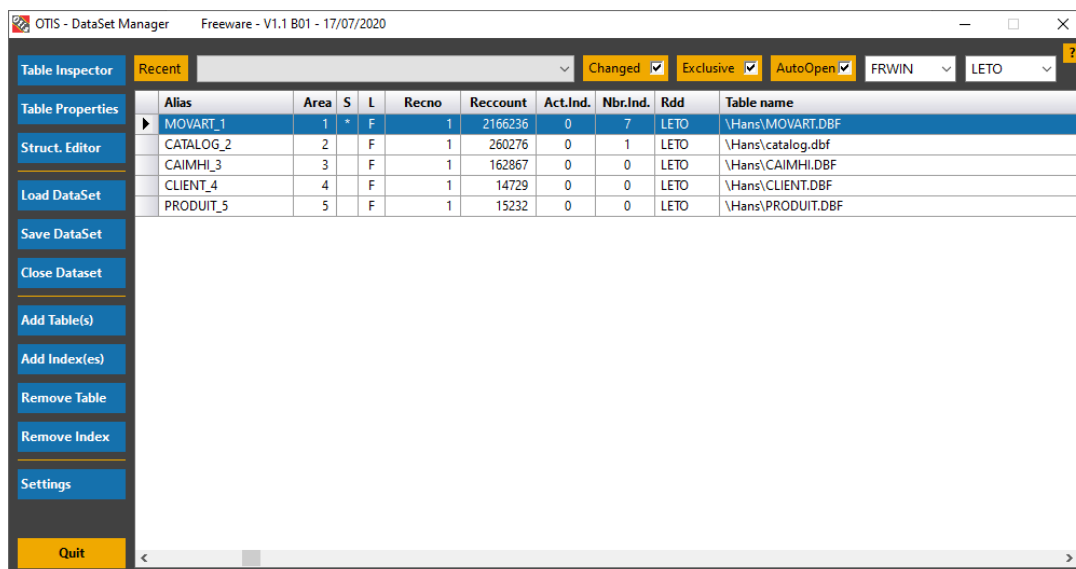 OTIS OTIS - DataSet Manager Freeware - V1.1 B01 - 17/07/2020
?
Recent Changed Exclusive AutoOpen FRWIN LETO
Table Inspector
Table Properties
Struct. Editor
Load DataSet
Save DataSet
Close Dataset
Add Table(s)
Add Index(es)
Remove Table
Remove Index
Settings
Quit
Alias Area S L Recno Reccount Act.Ind. Nbr.Ind. Rdd Table name
MOVART_1 1 * F 1 2166236 0 7 LETO \Hans\MOVART.DBF
CATALOG_2 2 F 1 260276 0 1 LETO \Hans\catalog.dbf
CAIMHI_3 3 F 1 162867 0 0 LETO \Hans\CAIMHI.DBF
CLIENT_4 4 F 1 14729 0 0 LETO \Hans\CLIENT.DBF
PRODUIT_5 5 F 1 15232 0 0 LETO \Hans\PRODUIT.DBF